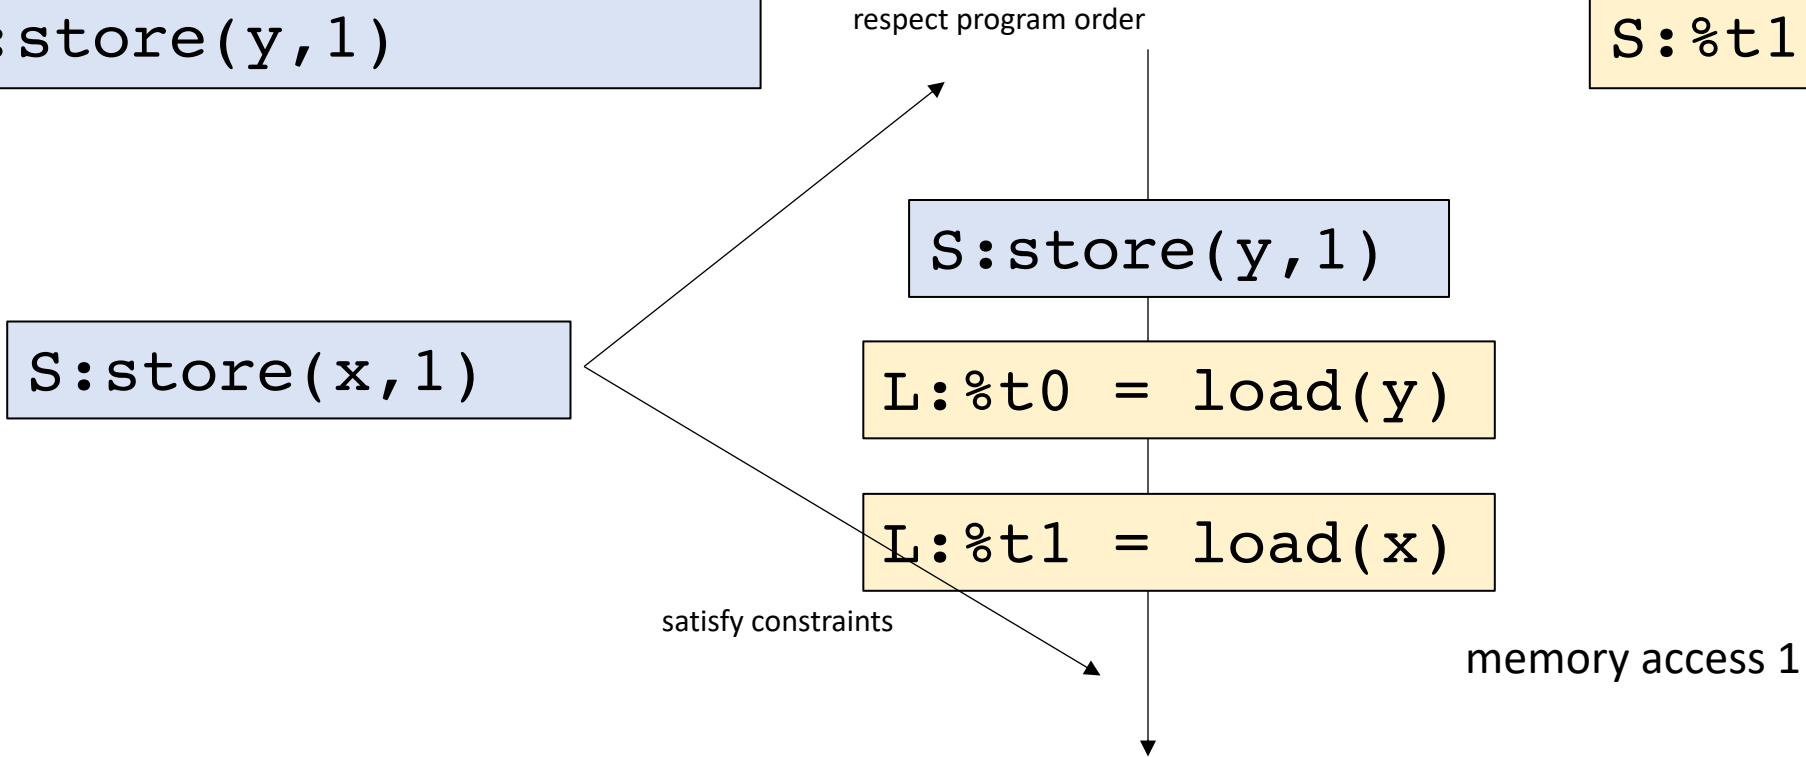 :store(y,1)
respect program order
S:%t1
S:store(y,1)
S:store(x,1)
L:%t0 = load(y)
L:%t1 = load(x)
satisfy constraints
memory access 1